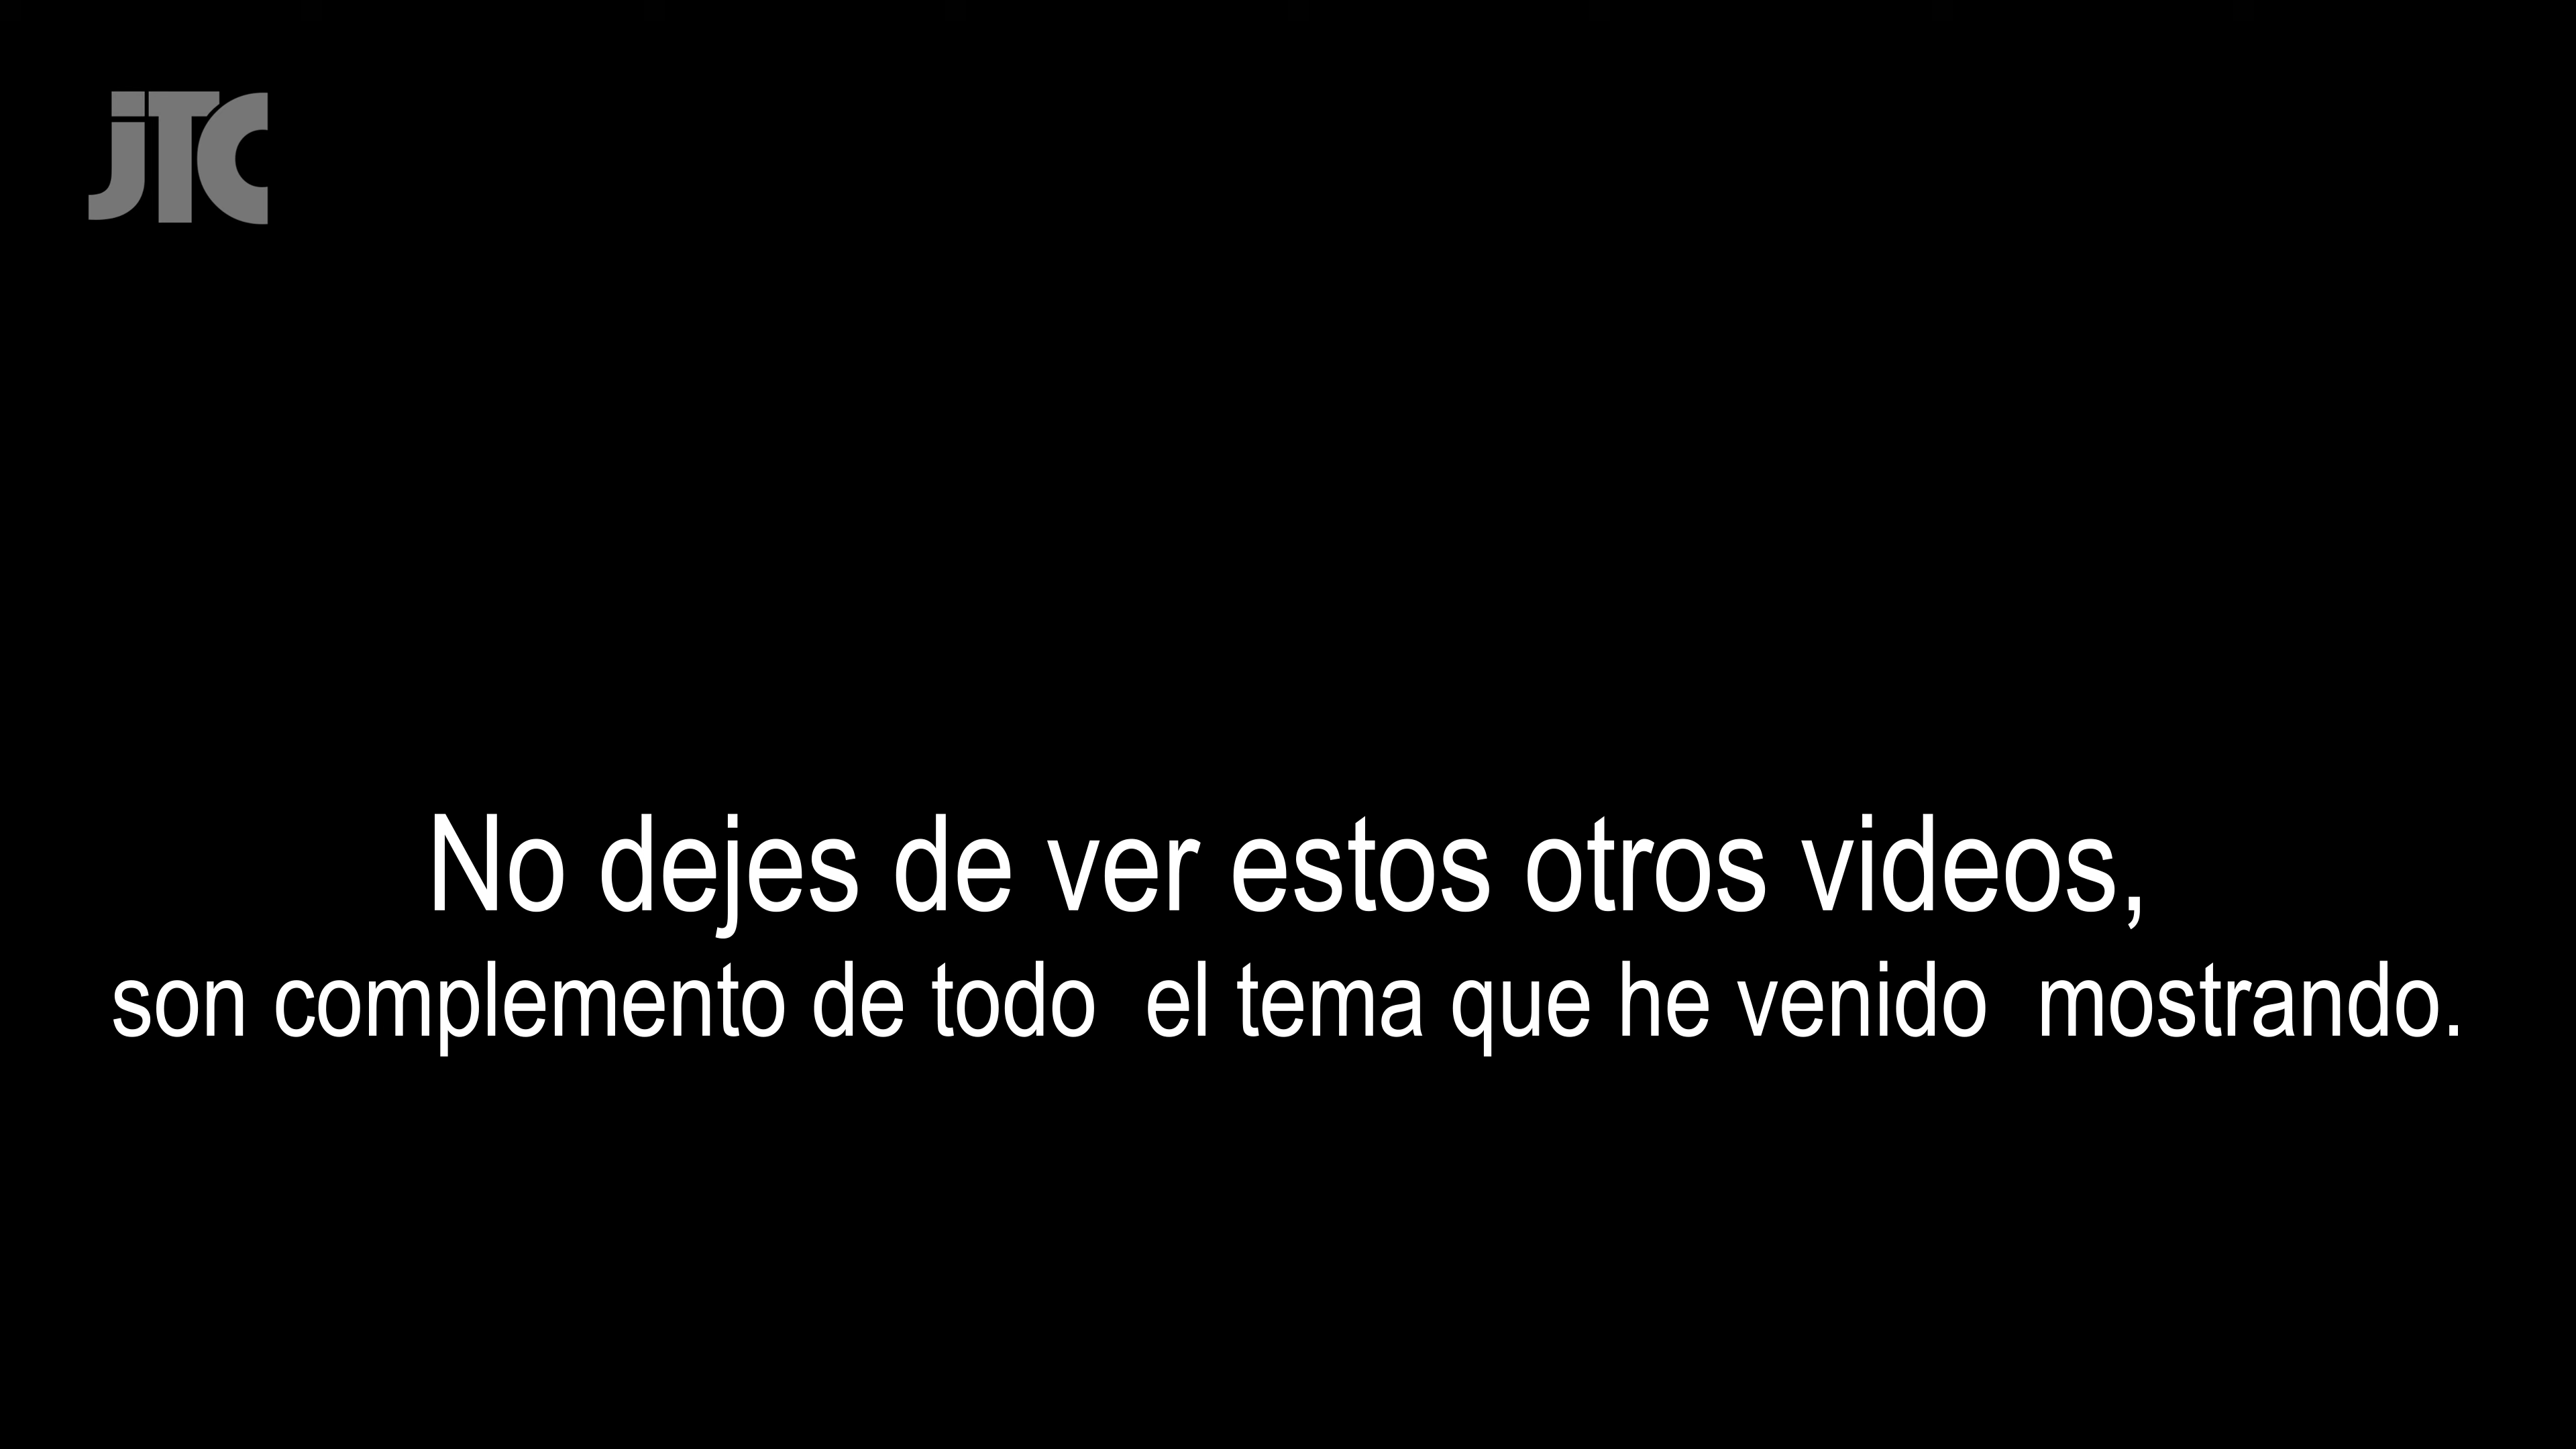 jTC
No dejes de ver estos otros videos,
son complemento de todo  el tema que he venido  mostrando.